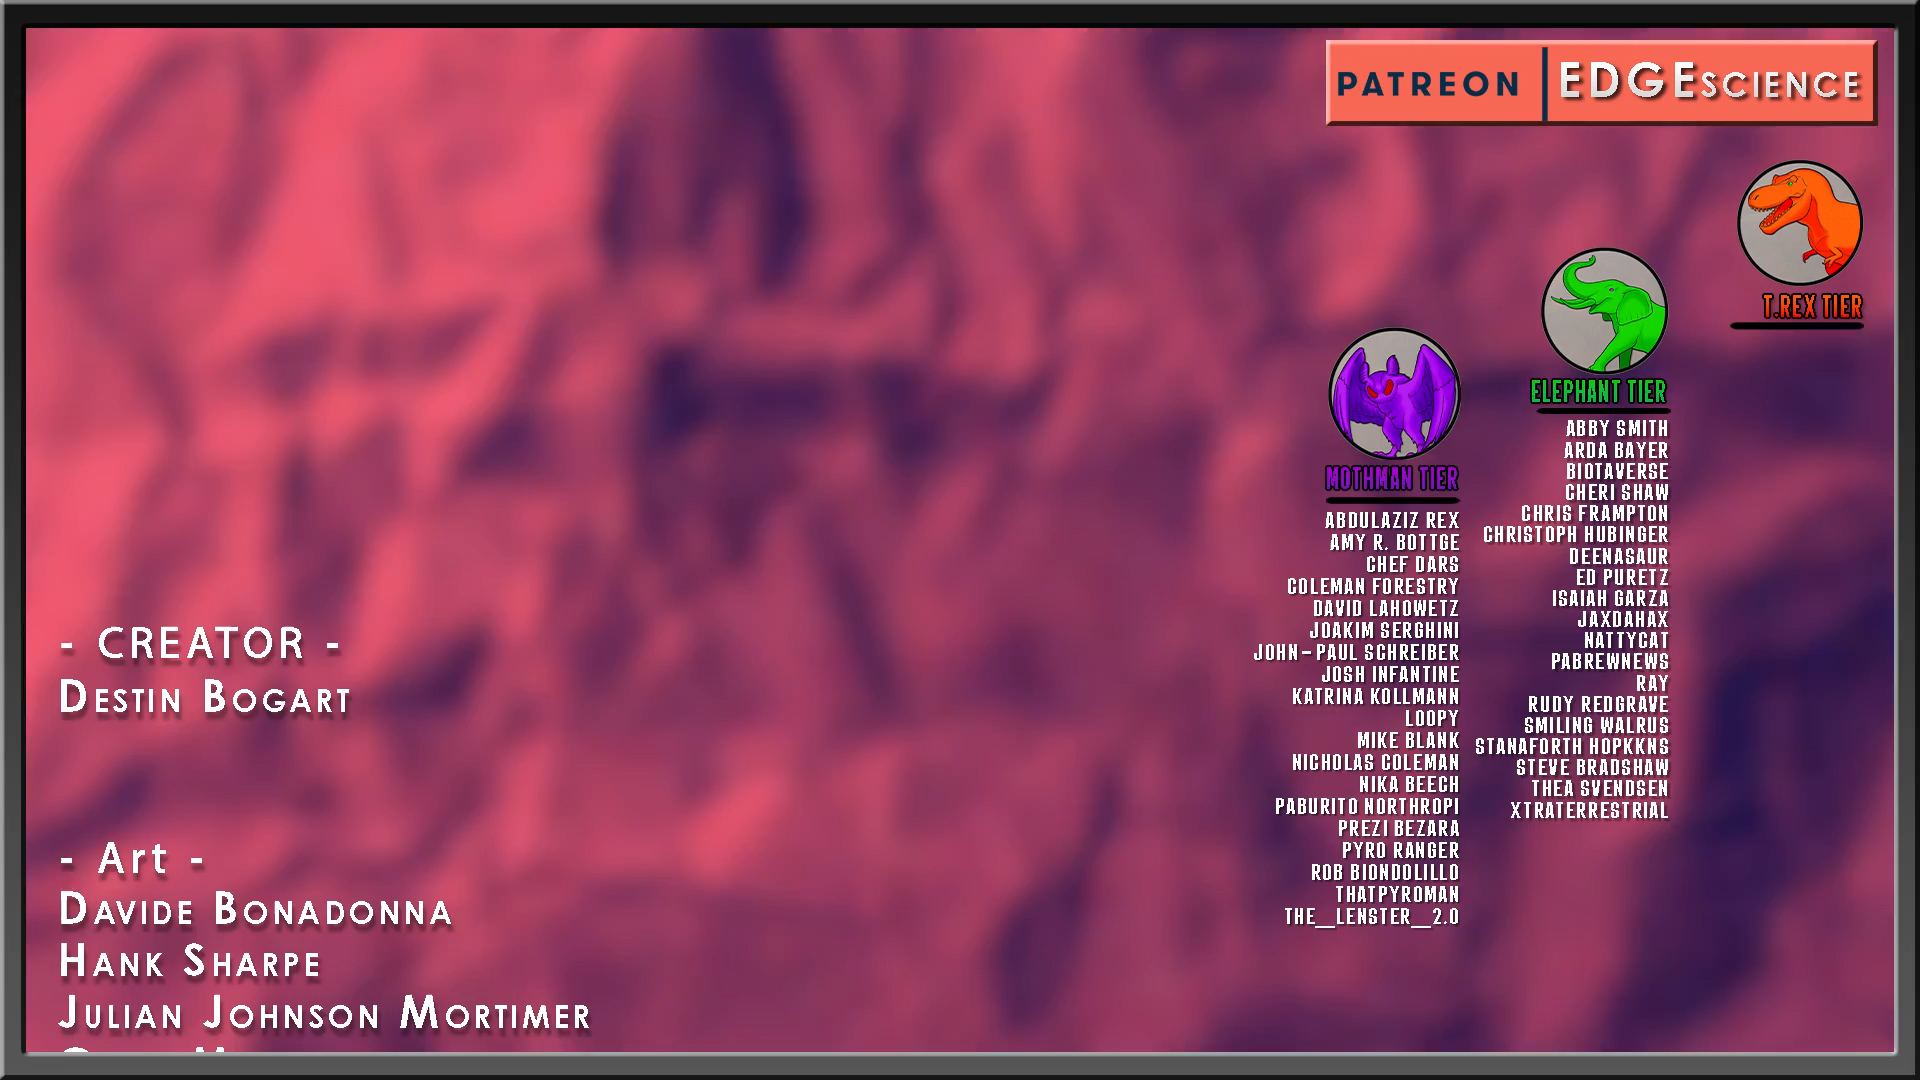 PATREON | EDGESCIENCE
T.REX TIER
ELEPHANT TIER
ABBY SMITH
ARDA BAYER
BIOTAVERSE
CHERI SHAW
CHRIS FRAMPTON
CHRISTOPH HUBINGER
DEENASAUR
ED PURETZ
ISAIAH GARZA
JAXDAHAX
NATTYCAT
PABREWNEWS
RAY
RUDY REDGRAVE
SMILING WALRUS
STANAFORTH HOPKKNS
STEVE BRADSHAW
THEA SVENDSEN
XTRATERRESTRIAL
MOTHMAN TIER
ABDULAZIZ REX
AMY R. BOTTGE
CHEF DARS
COLEMAN FORESTRY
DAVID LAHOWETZ
JOAKIM SERGHINI
JOHN-PAUL SCHREIBER
JOSH INFANTINE
KATRINA KOLLMANN
LOOPY
MIKE BLANK
NICHOLAS COLEMAN
NIKA BEECH
PABURITO NORTHROPI
PREZI BEZARA
PYRO RANGER
ROB BIONDOLILLO
THATPYROMAN
THE_LENSTER_2.0
- CREATOR -
DESTIN BOGART
- Art -
DAVIDE BONADONNA
HANK SHARPE
JULIAN JOHNSON MORTIMER